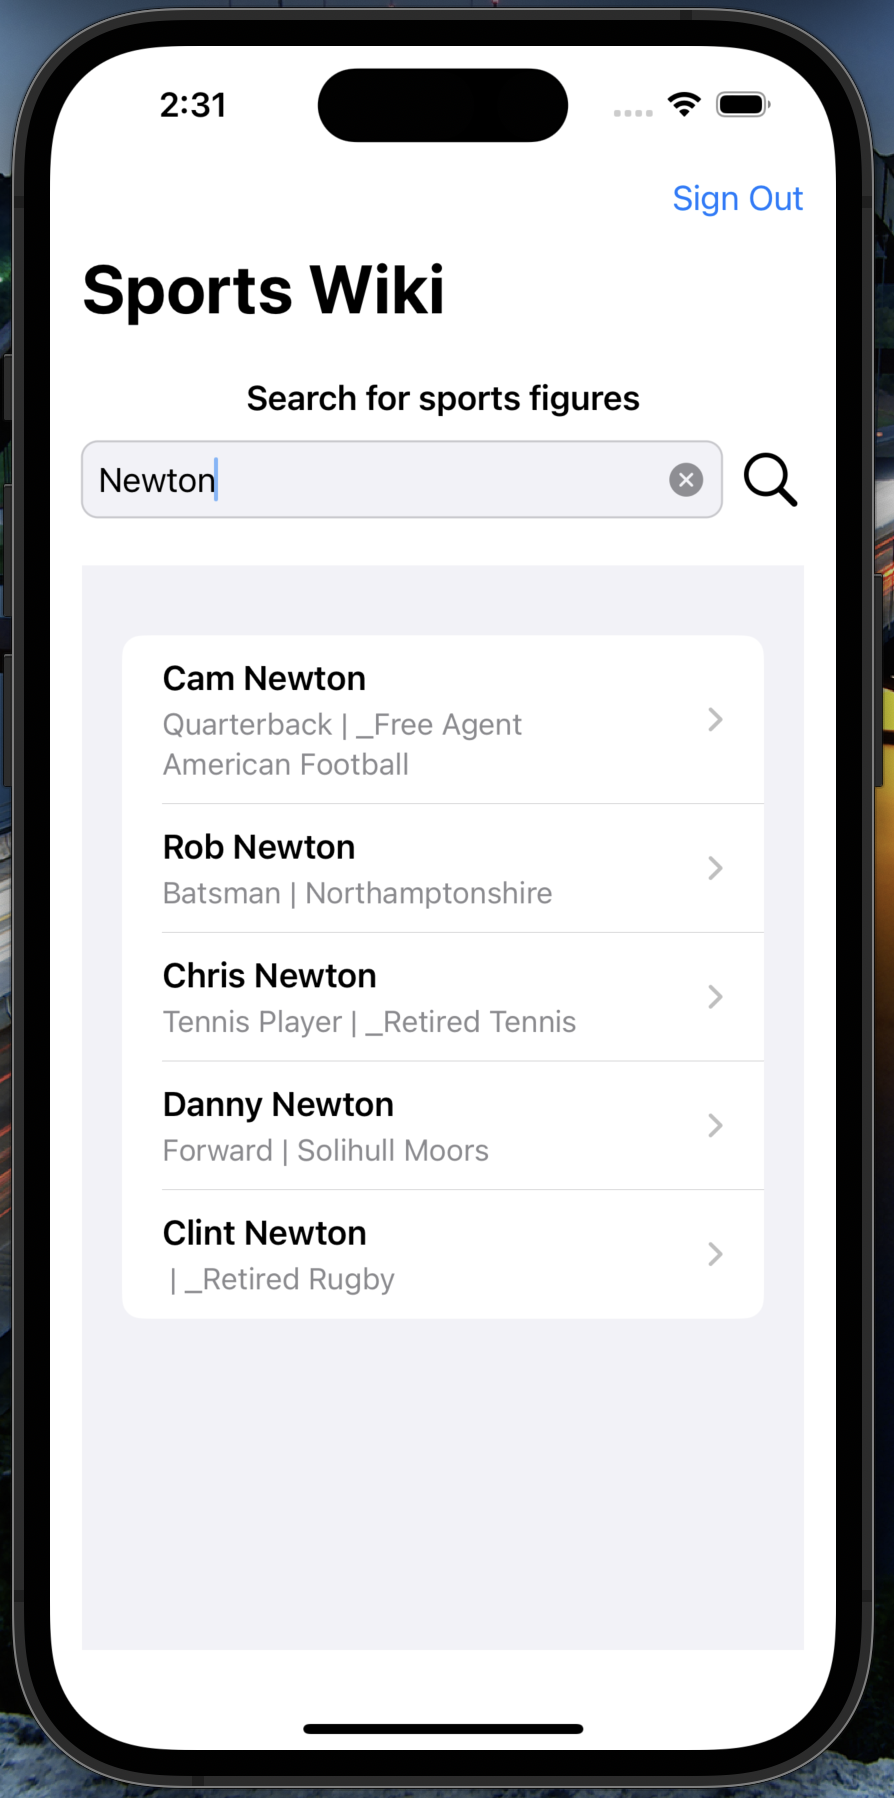 2:31
Sign Out
Sports Wiki
Search for sports figures
Newton
Cam Newton
Quarterback | _Free Agent
American Football
Rob Newton
Batsman | Northamptonshire
Chris Newton
Tennis Player | _Retired Tennis
Danny Newton
Forward | Solihull Moors
Clint Newton
| _Retired Rugby